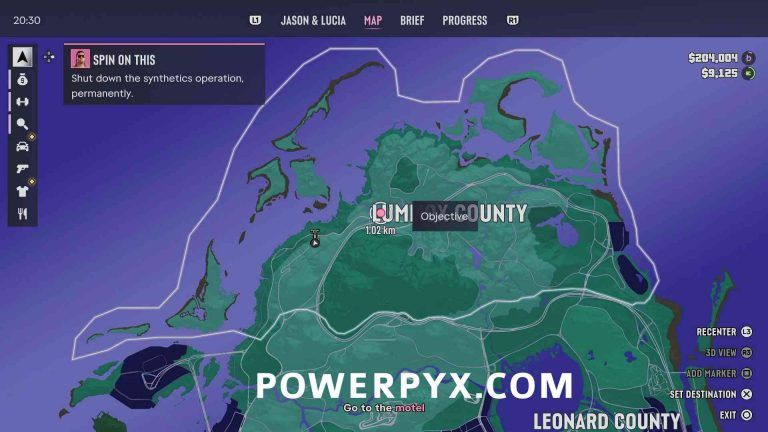 20:30
L1 JASON & LUCIA MAP BRIEF PROGRESS R1
SPIN ON THIS
Shut down the synthetics operation,
permanently.
$204,004
$9,125
COUNTY
Objective
1.02 km
RECENTER L3
3D VIEW R3
ADD MARKER
SET DESTINATION
EXIT
POWERPYX.COM
Go to the motel
LEONARD COUNTY